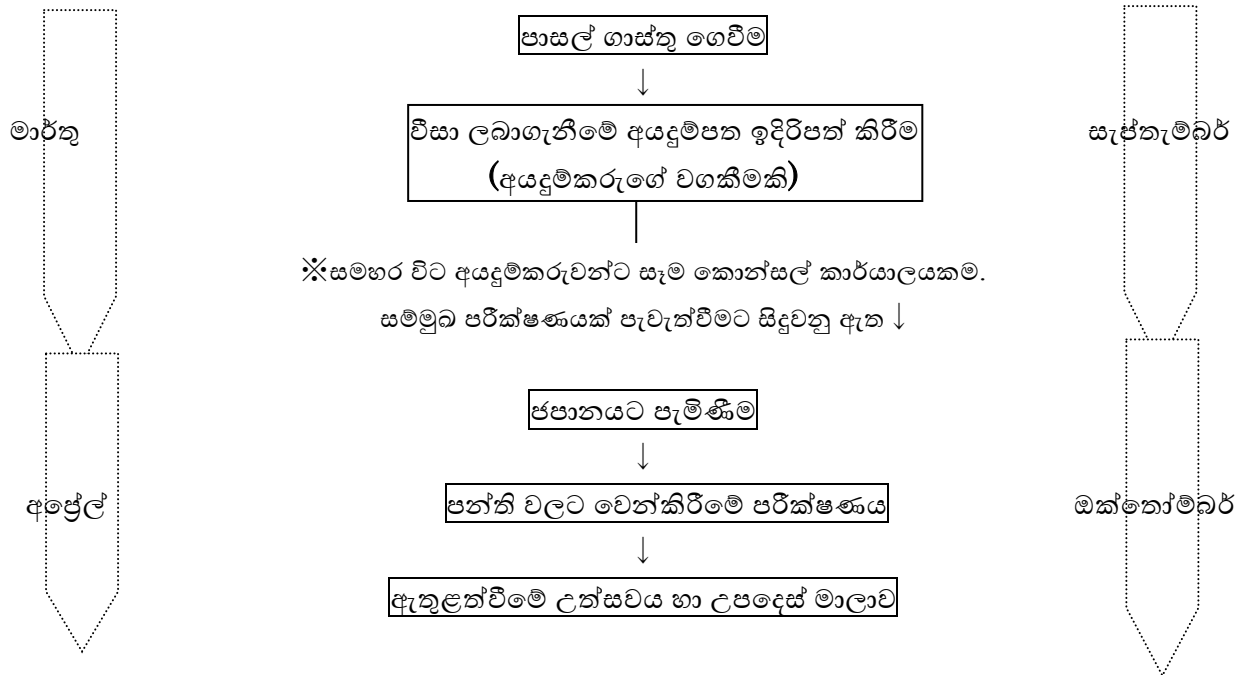 පාසල් ගාස්තු ගෙවීම
↓
මාර්තු
වීසා ලබාගැනීමේ අයදුම්පත ඉදිරිපත් කිරීම
(අයදුම්කරුගේ වගකීමකි)
සැප්තැම්බර්
※සමහර විට අයදුම්කරුවන්ට සෑම කොන්සල් කාර්යාලයකම.
සම්මුඛ පරීක්ෂණයක් පැවැත්වීමට සිදුවනු ඇත ↓
ජපානයට පැමිණීම
↓
අප්‍රේල්
පන්ති වලට වෙන්කිරීමේ පරීක්ෂණය
ඔක්තෝම්බර්
↓
ඇතුළත්වීමේ උත්සවය හා උපදෙස් මාලාව